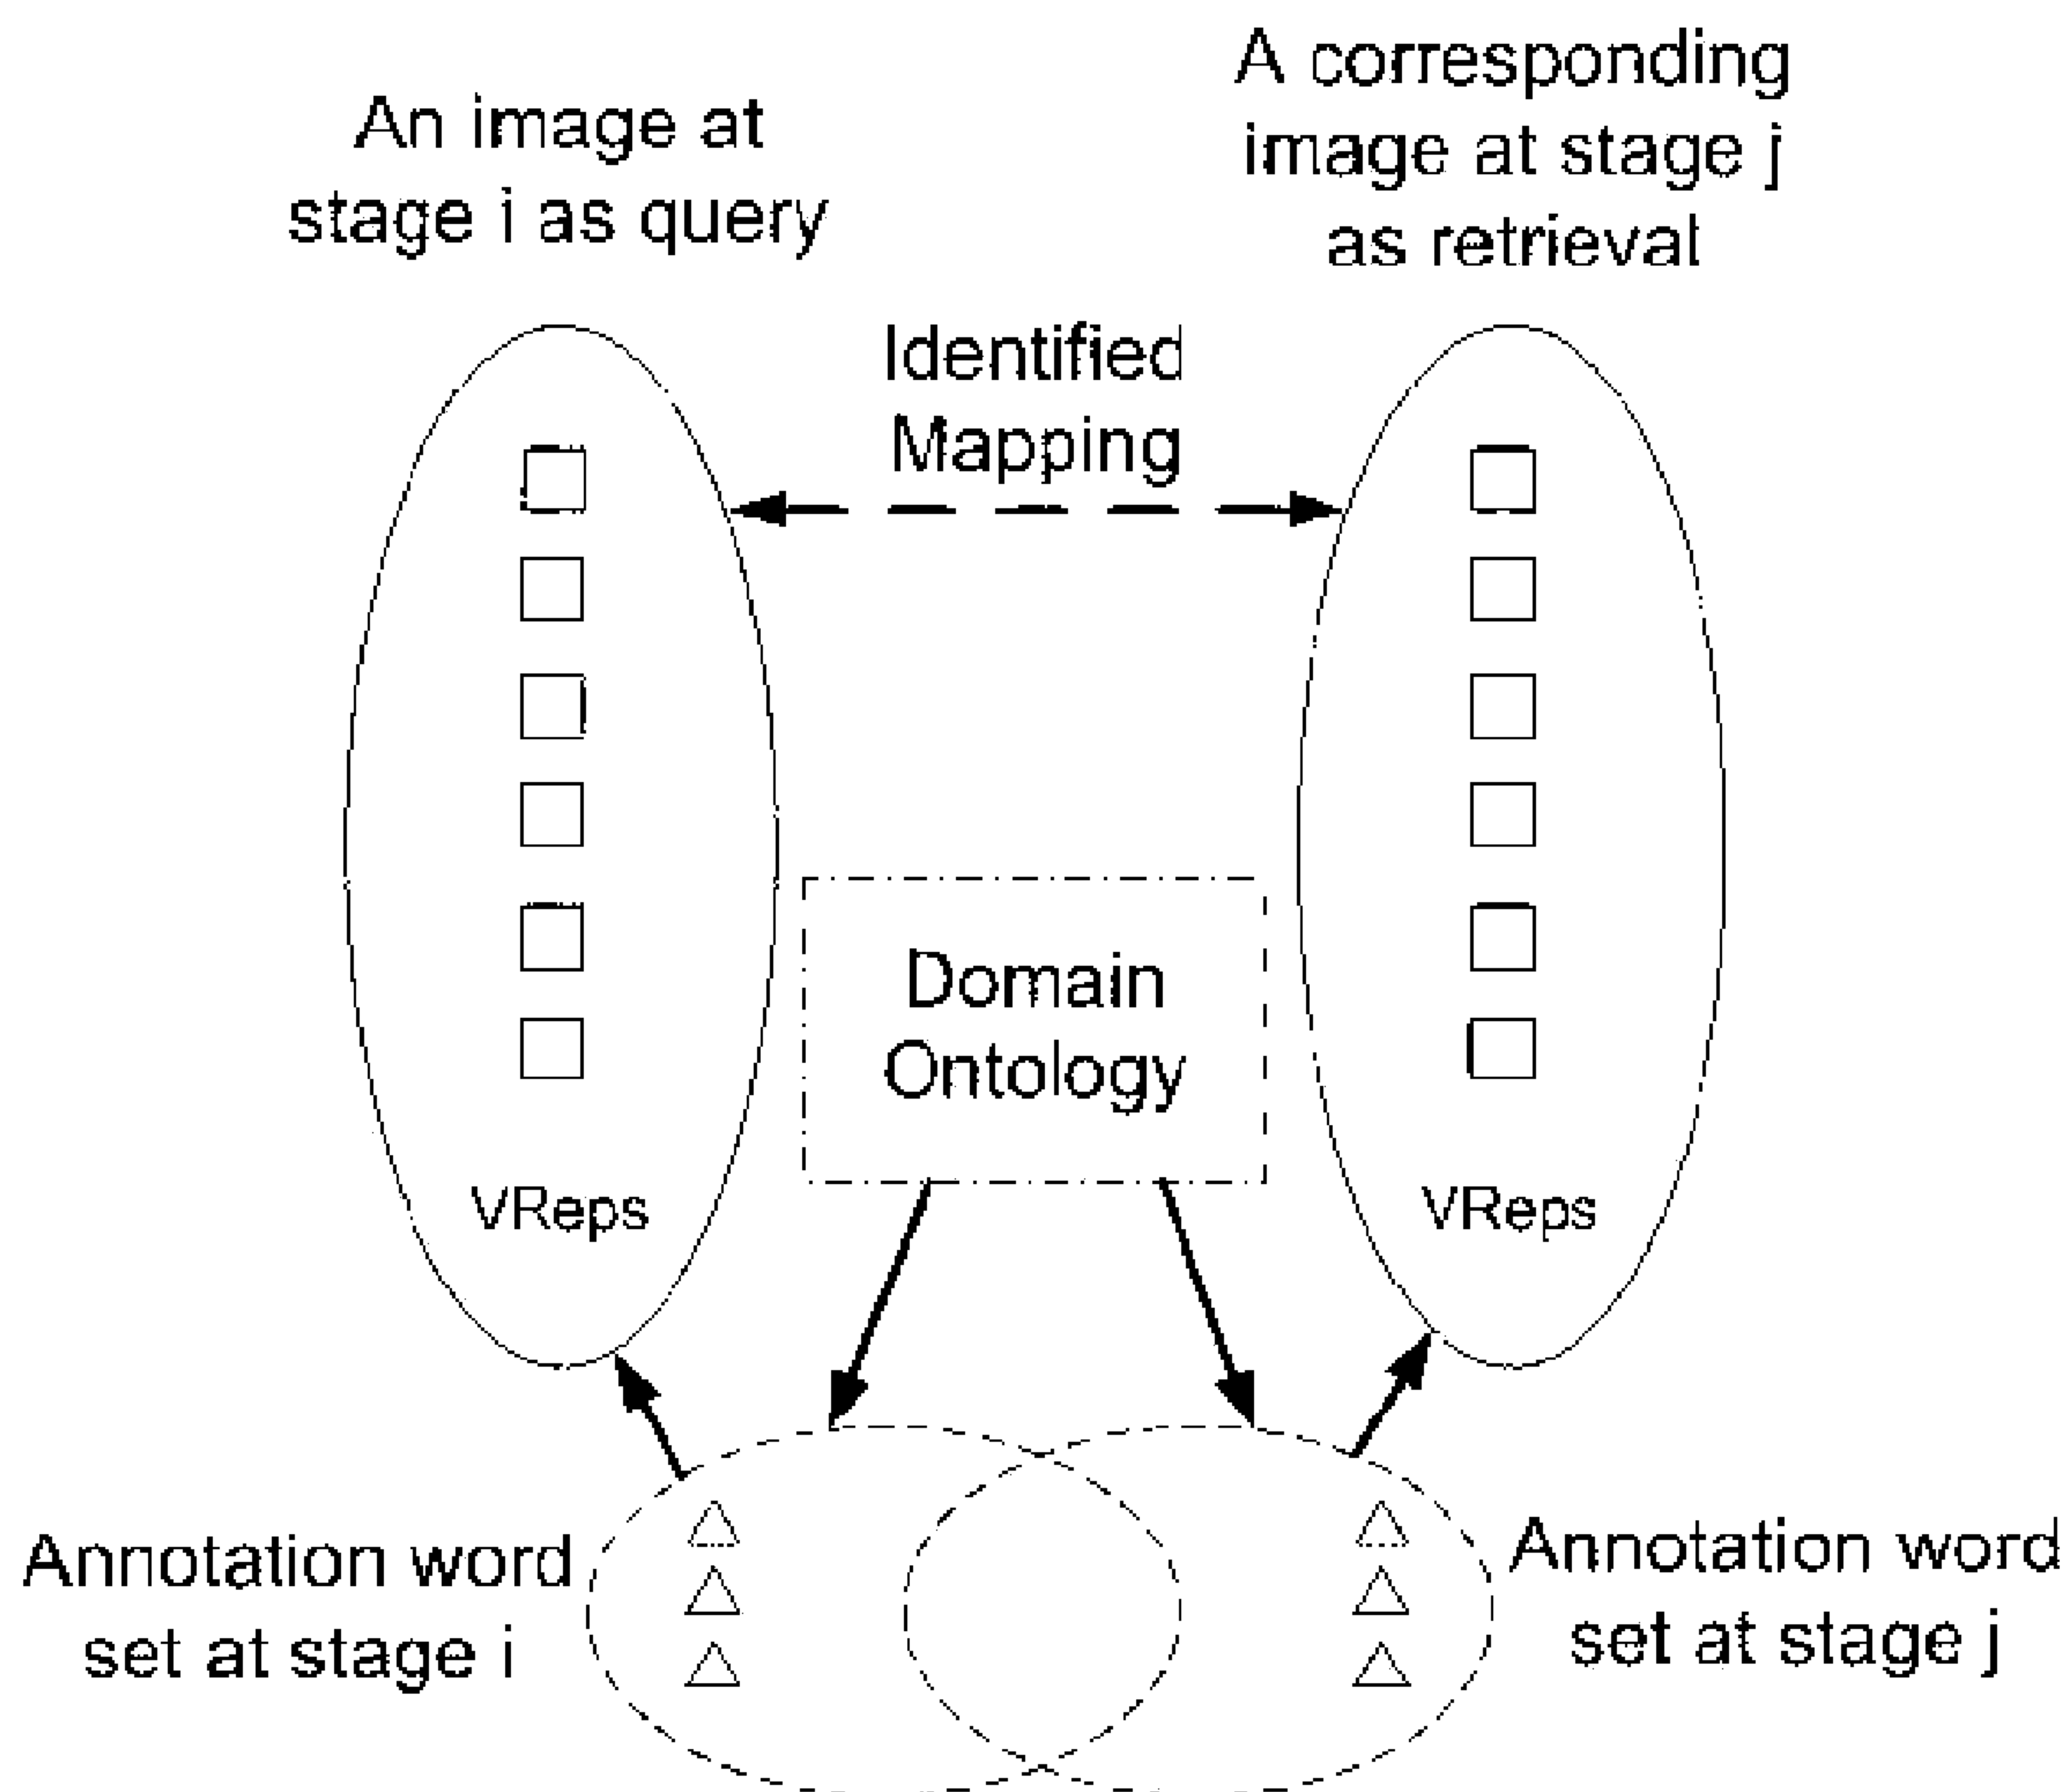 An image at
stage i as query
A corresponding
image at stage j
as retrieval
Identified
Mapping
Domain
Ontology
VReps
VReps
Annotation word
set at stage i
Annotation word
set at stage j